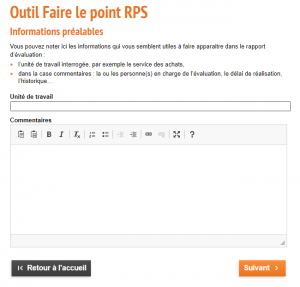 Outil Faire le point RPS
Informations préalables
Vous pouvez noter ici les informations qui vous semblent utiles à faire apparaître dans le rapport
d'évaluation :
l'unité de travail interrogée, par exemple le service des achats,
dans la case commentaires : la ou les personne(s) en charge de l'évaluation, le délai de réalisation,
l'historique...
Unité de travail
Commentaires
B I Tx ?
Retour à l'accueil
Suivant